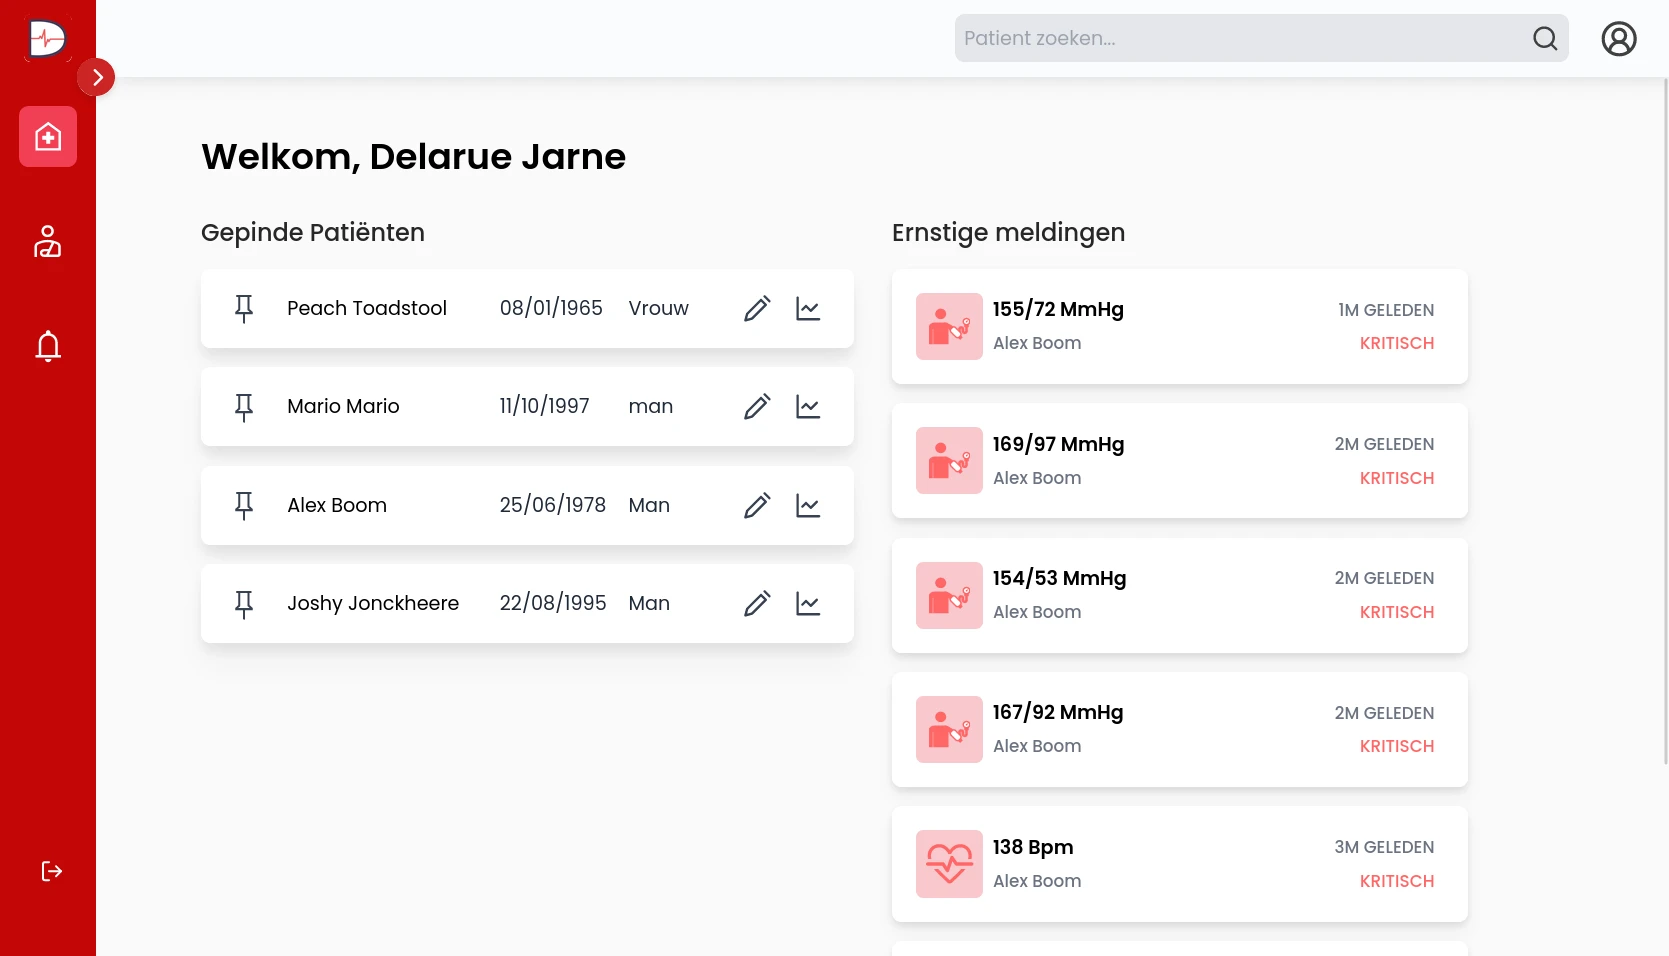 Patient zoeken...
Welkom, Delarue Jarne
Gepinde Patiënten
Peach Toadstool 08/01/1965 Vrouw
Mario Mario 11/10/1997 man
Alex Boom 25/06/1978 Man
Joshy Jonckheere 22/08/1995 Man
Ernstige meldingen
155/72 MmHg 1M GELEDEN
Alex Boom KRITISCH
169/97 MmHg 2M GELEDEN
Alex Boom KRITISCH
154/53 MmHg 2M GELEDEN
Alex Boom KRITISCH
167/92 MmHg 2M GELEDEN
Alex Boom KRITISCH
138 Bpm 3M GELEDEN
Alex Boom KRITISCH